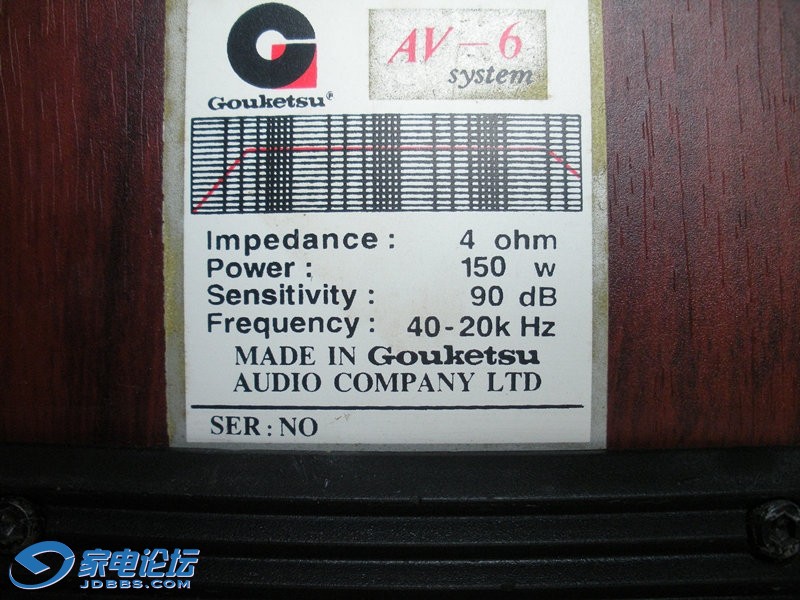 AV-6
system
Gouketsu®
Impedance: 4 ohm
Power: 150 w
Sensitivity: 90 dB
Frequency: 40-20k Hz
MADE IN Gouketsu
AUDIO COMPANY LTD
SER: NO
家电论坛
JDBBS.COM